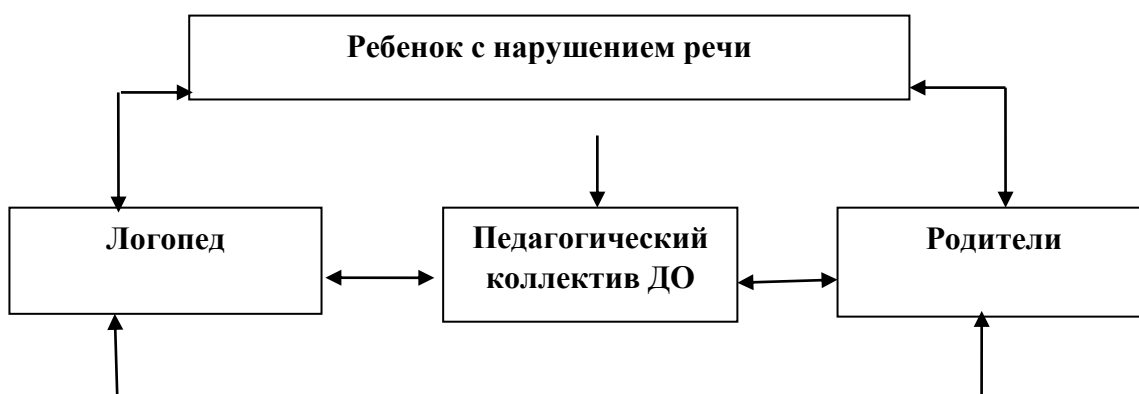 Ребенок с нарушением речи
Логопед
Педагогический
коллектив ДО
Родители